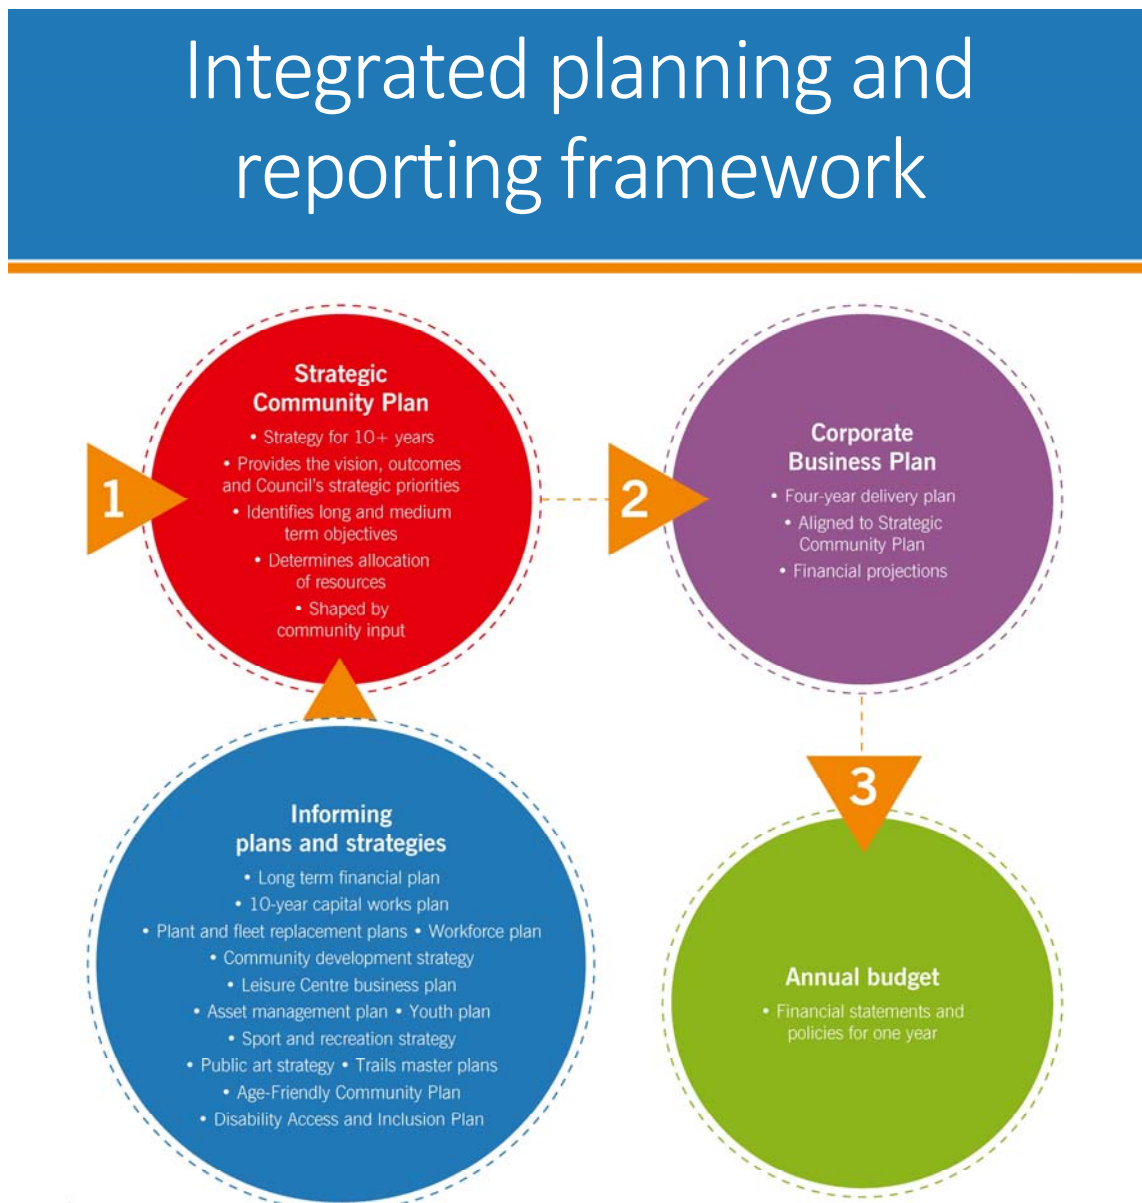 Integrated planning and
reporting framework
1
Strategic
Community Plan
• Strategy for 10+ years
• Provides the vision, outcomes
and Council's strategic priorities
• Identifies long and medium
term objectives
• Determines allocation
of resources
• Shaped by
community input
2
Corporate
Business Plan
• Four-year delivery plan
• Aligned to Strategic
Community Plan
• Financial projections
Informing
plans and strategies
• Long term financial plan
• 10-year capital works plan
• Plant and fleet replacement plans • Workforce plan
• Community development strategy
• Leisure Centre business plan
• Asset management plan • Youth plan
• Sport and recreation strategy
• Public art strategy • Trails master plans
• Age-Friendly Community Plan
• Disability Access and Inclusion Plan
3
Annual budget
• Financial statements and
policies for one year